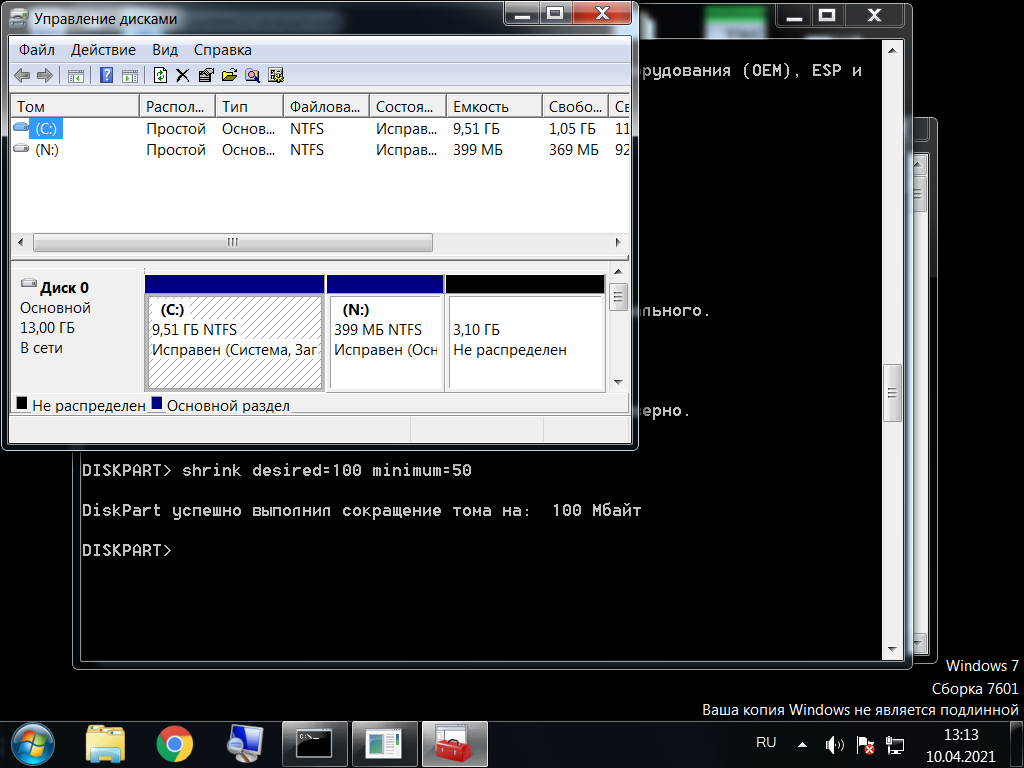 Управление дисками
Файл Действие Вид Справка
Том Распол... Тип Файлова... Состоя... Емкость Свобо... Св
(C:) Простой Основ... NTFS Исправ... 9,51 ГБ 1,05 ГБ 11
(N:) Простой Основ... NTFS Исправ... 399 МБ 369 МБ 92
Диск 0
Основной
13,00 ГБ
В сети
(C:)
9,51 ГБ NTFS
Исправен (Система, Заг
(N:)
399 МБ NTFS
Исправен (Осн
3,10 ГБ
Не распределен
Не распределен Основной раздел
рудования (OEM), ESP и
льного.
ерно.
DISKPART> shrink desired=100 minimum=50
DiskPart успешно выполнил сокращение тома на: 100 Мбайт
DISKPART>
Windows 7
Сборка 7601
Ваша копия Windows не является подлинной
RU
13:13
10.04.2021